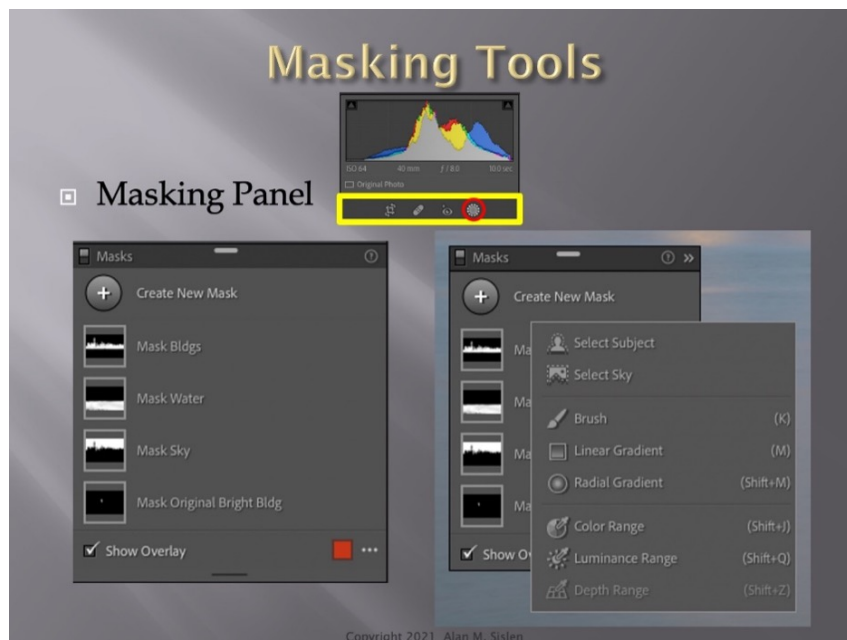 Masking Tools
ISO 64 40 mm ƒ / 8.0 10.0 sec
Original Photo
Masking Panel
Masks
Create New Mask
Mask Bldgs
Mask Water
Mask Sky
Mask Original Bright Bldg
Show Overlay
Masks
Create New Mask
Ma
Ma
Ma
Ma
Show Ov
Select Subject
Select Sky
Brush (K)
Linear Gradient (M)
Radial Gradient (Shift+M)
Color Range (Shift+J)
Luminance Range (Shift+Q)
Depth Range (Shift+Z)
Copyright 2021 Alan M. Sislen